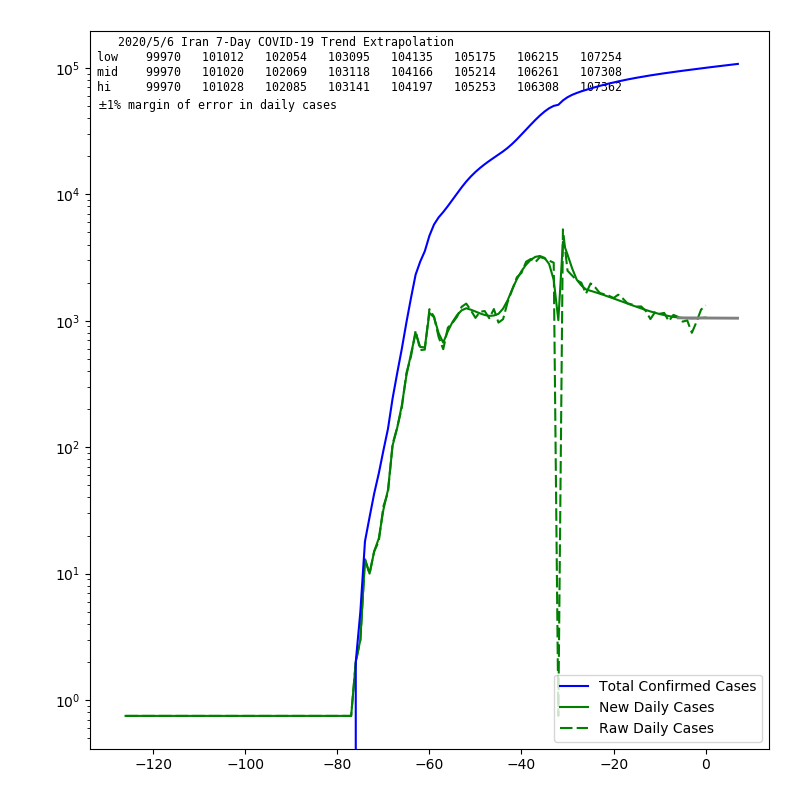 2020/5/6 Iran 7-Day COVID-19 Trend Extrapolation
low 99970 101012 102054 103095 104135 105175 106215 107254
mid 99970 101020 102069 103118 104166 105214 106261 107308
hi 99970 101028 102085 103141 104197 105253 106308 107362
±1% margin of error in daily cases
10^5
10^4
10^3
10^2
10^1
10^0
Total Confirmed Cases
New Daily Cases
Raw Daily Cases
−120 −100 −80 −60 −40 −20 0